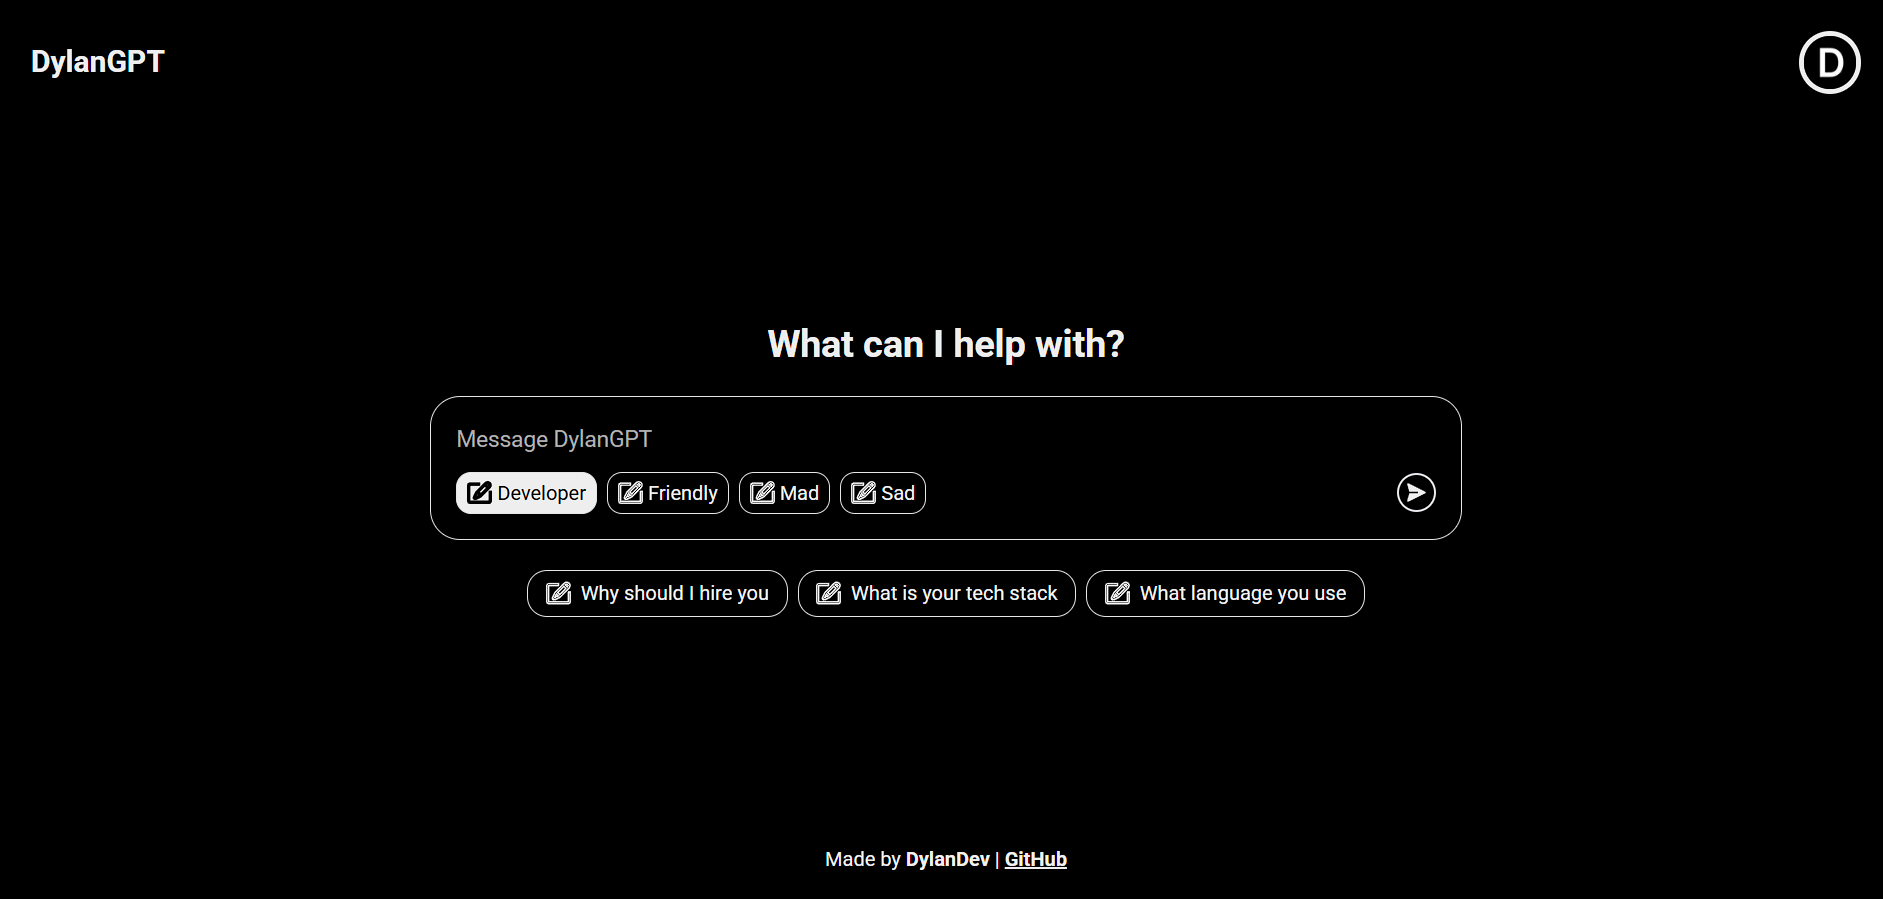 DylanGPT
D
What can I help with?
Message DylanGPT
Developer Friendly Mad Sad
Why should I hire you What is your tech stack What language you use
Made by DylanDev | GitHub